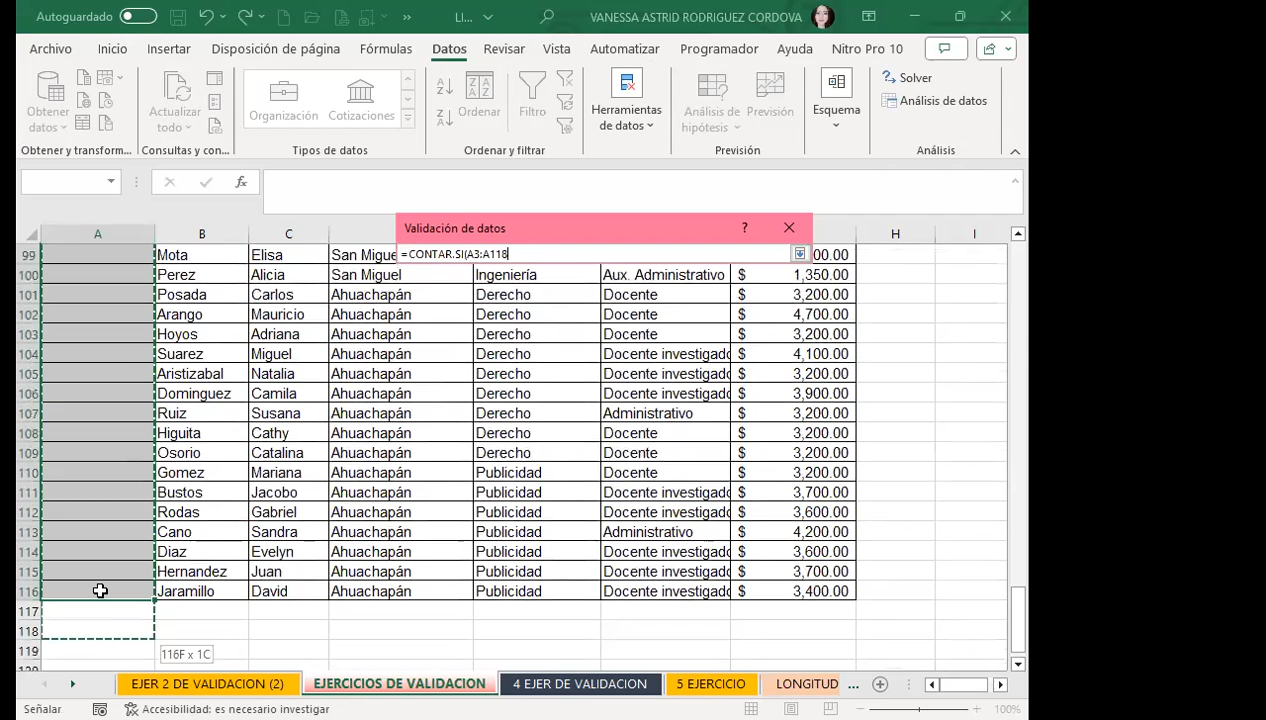 Autoguardado
LI...
VANESSA ASTRID RODRIGUEZ CORDOVA
Archivo Inicio Insertar Disposición de página Fórmulas Datos Revisar Vista Automatizar Programador Ayuda Nitro Pro 10
Obtener datos
Actualizar todo
Organización
Cotizaciones
Ordenar
Filtro
Herramientas de datos
Análisis de hipótesis
Previsión
Esquema
Solver
Análisis de datos
Obtener y transform... Consultas y con... Tipos de datos Ordenar y filtrar Previsión Análisis
fx
Validación de datos ?
=CONTAR.SI(A3:A118
A B C H I
99 Mota Elisa San Migue 00.00
100 Perez Alicia San Miguel Ingeniería Aux. Administrativo $ 1,350.00
101 Posada Carlos Ahuachapán Derecho Docente $ 3,200.00
102 Arango Mauricio Ahuachapán Derecho Docente $ 4,700.00
103 Hoyos Adriana Ahuachapán Derecho Docente $ 3,200.00
104 Suarez Miguel Ahuachapán Derecho Docente investigado $ 4,100.00
105 Aristizabal Natalia Ahuachapán Derecho Docente investigado $ 3,200.00
106 Dominguez Camila Ahuachapán Derecho Docente investigado $ 3,900.00
107 Ruiz Susana Ahuachapán Derecho Administrativo $ 3,200.00
108 Higuita Cathy Ahuachapán Derecho Docente $ 3,200.00
109 Osorio Catalina Ahuachapán Derecho Docente $ 3,200.00
110 Gomez Mariana Ahuachapán Publicidad Docente $ 3,200.00
111 Bustos Jacobo Ahuachapán Publicidad Docente investigado $ 3,700.00
112 Rodas Gabriel Ahuachapán Publicidad Docente investigado $ 3,600.00
113 Cano Sandra Ahuachapán Publicidad Administrativo $ 4,200.00
114 Diaz Evelyn Ahuachapán Publicidad Docente investigado $ 3,600.00
115 Hernandez Juan Ahuachapán Publicidad Docente investigado $ 3,700.00
116 Jaramillo David Ahuachapán Publicidad Docente investigado $ 3,400.00
117
118
119
116F x 1C
EJER 2 DE VALIDACION (2) EJERCICIOS DE VALIDACION 4 EJER DE VALIDACION 5 EJERCICIO LONGITUD ...
Señalar Accesibilidad: es necesario investigar 100%